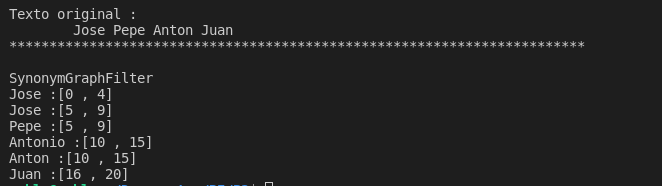 Texto original :
Jose Pepe Anton Juan
************************************************************************
SynonymGraphFilter
Jose :[0 , 4]
Jose :[5 , 9]
Pepe :[5 , 9]
Antonio :[10 , 15]
Anton :[10 , 15]
Juan :[16 , 20]